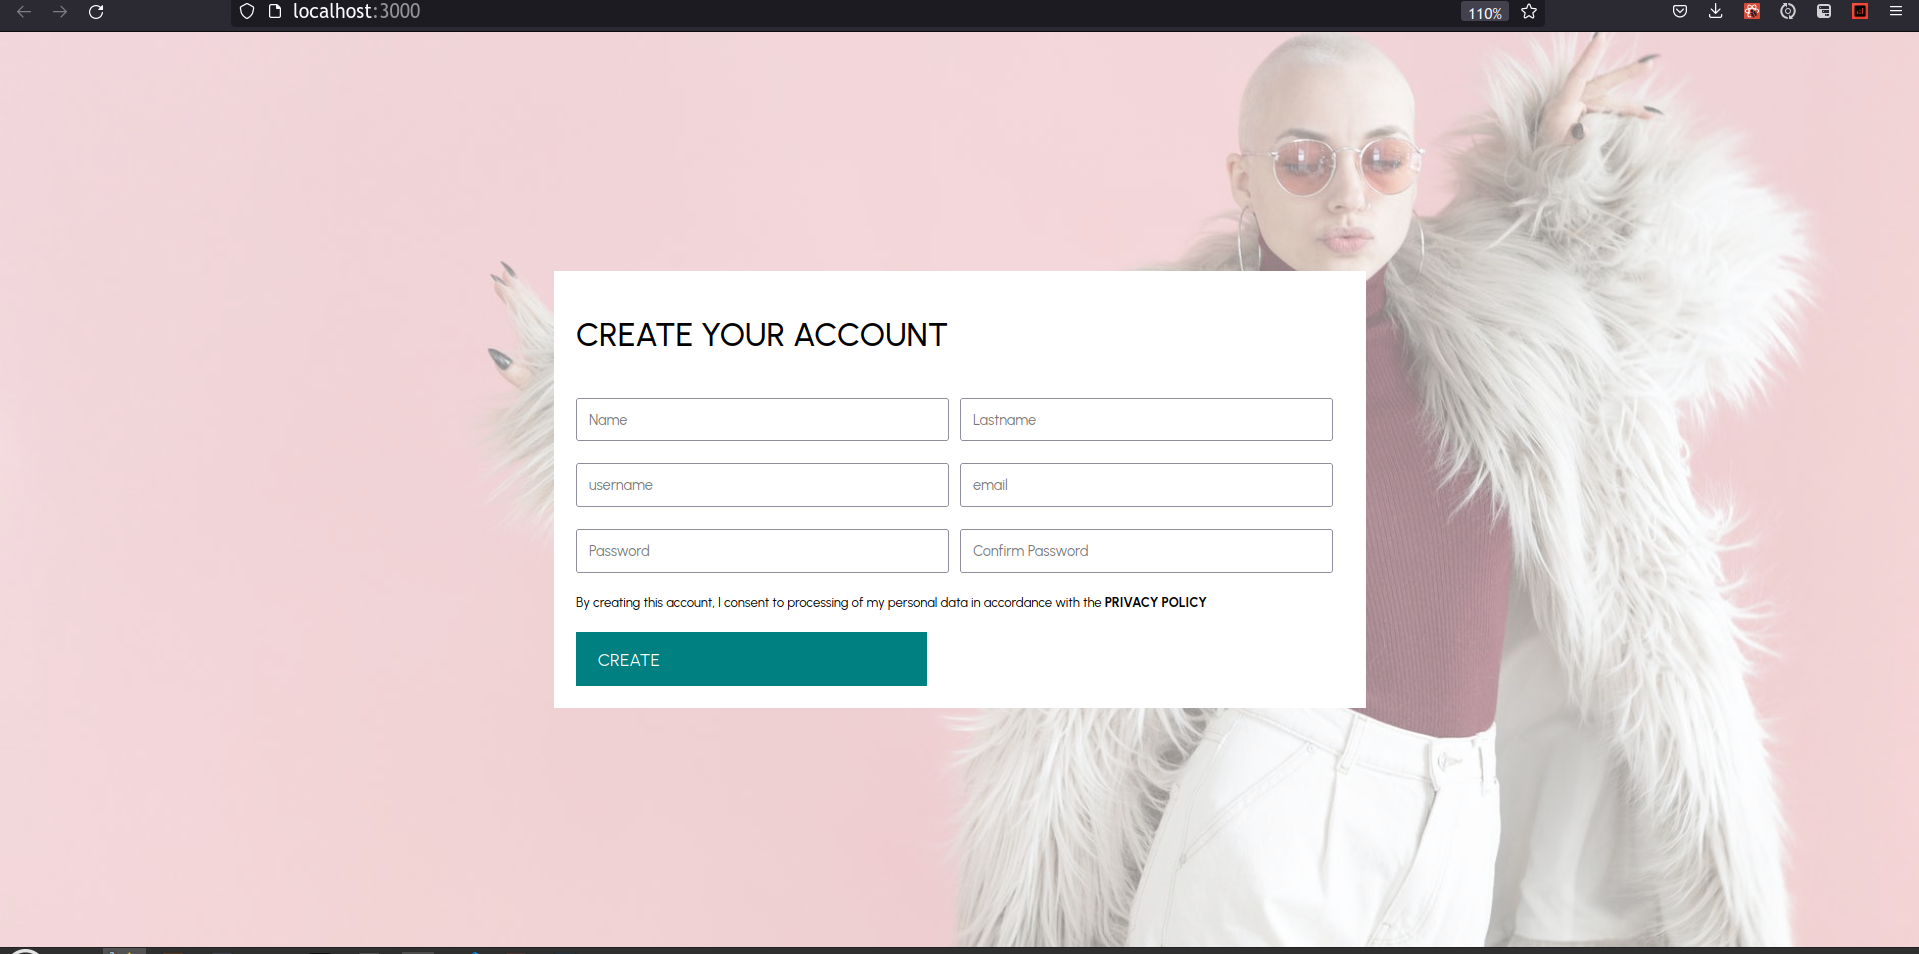 localhost:3000
110%
CREATE YOUR ACCOUNT
Name
Lastname
username
email
Password
Confirm Password
By creating this account, I consent to processing of my personal data in accordance with the PRIVACY POLICY
CREATE